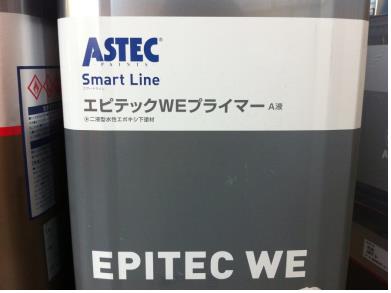 ASTEC
PAINTS
Smart Line
スマートライン
エピテックWEプライマー A液
二液型水性エポキシ下塗材
EPITEC WE